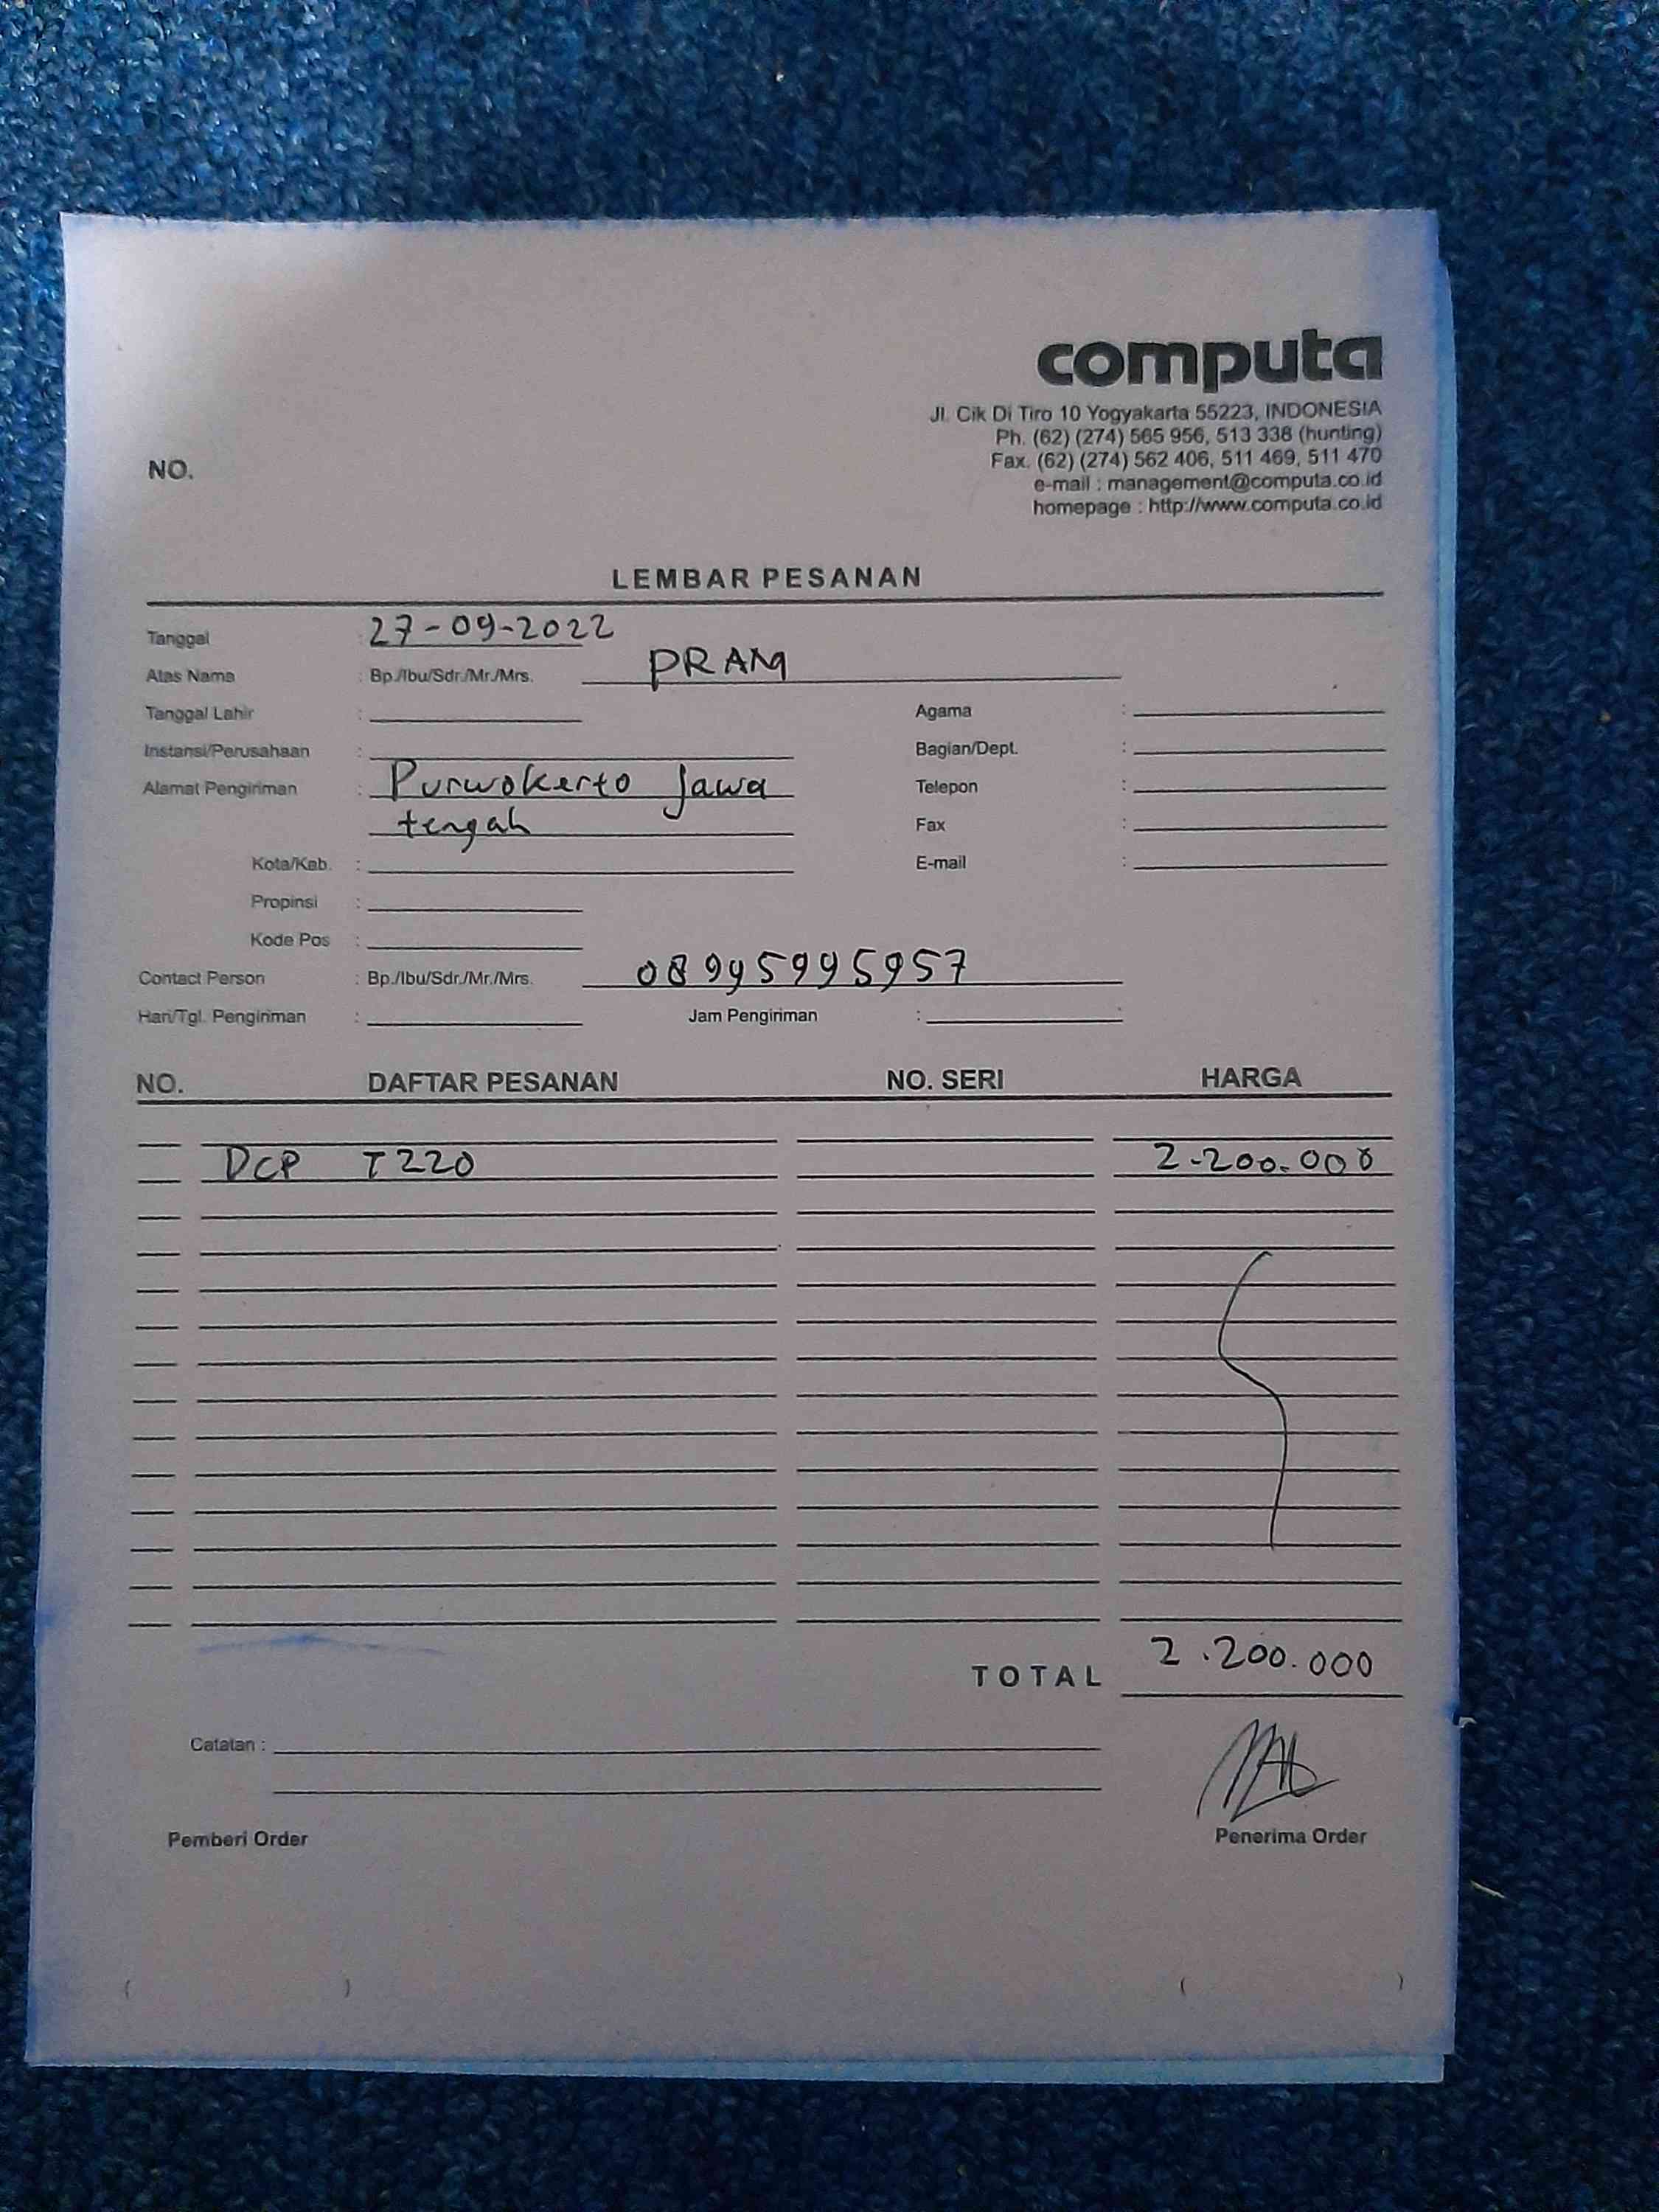 computa
Jl. Cik Di Tiro 10 Yogyakarta 55223, INDONESIA
Ph. (62) (274) 565 956, 513 338 (hunting)
Fax. (62) (274) 562 406, 511 469, 511 470
e-mail : management@computa.co.id
homepage : http://www.computa.co.id
NO.
LEMBAR PESANAN
Tanggal : 27-09-2022
Atas Nama : Bp./Ibu/Sdr./Mr./Mrs. PRAM
Tanggal Lahir : Agama :
Instansi/Perusahaan : Bagian/Dept. :
Alamat Pengiriman : Purwokerto Jawa Telepon :
tengah Fax :
Kota/Kab. : E-mail :
Propinsi :
Kode Pos :
Contact Person : Bp./Ibu/Sdr./Mr./Mrs. 08995995957
Hari/Tgl. Pengiriman : Jam Pengiriman :
NO. DAFTAR PESANAN NO. SERI HARGA
DCP T220 2.200.000
TOTAL 2.200.000
Catatan :
Pemberi Order Penerima Order
( ) ( )